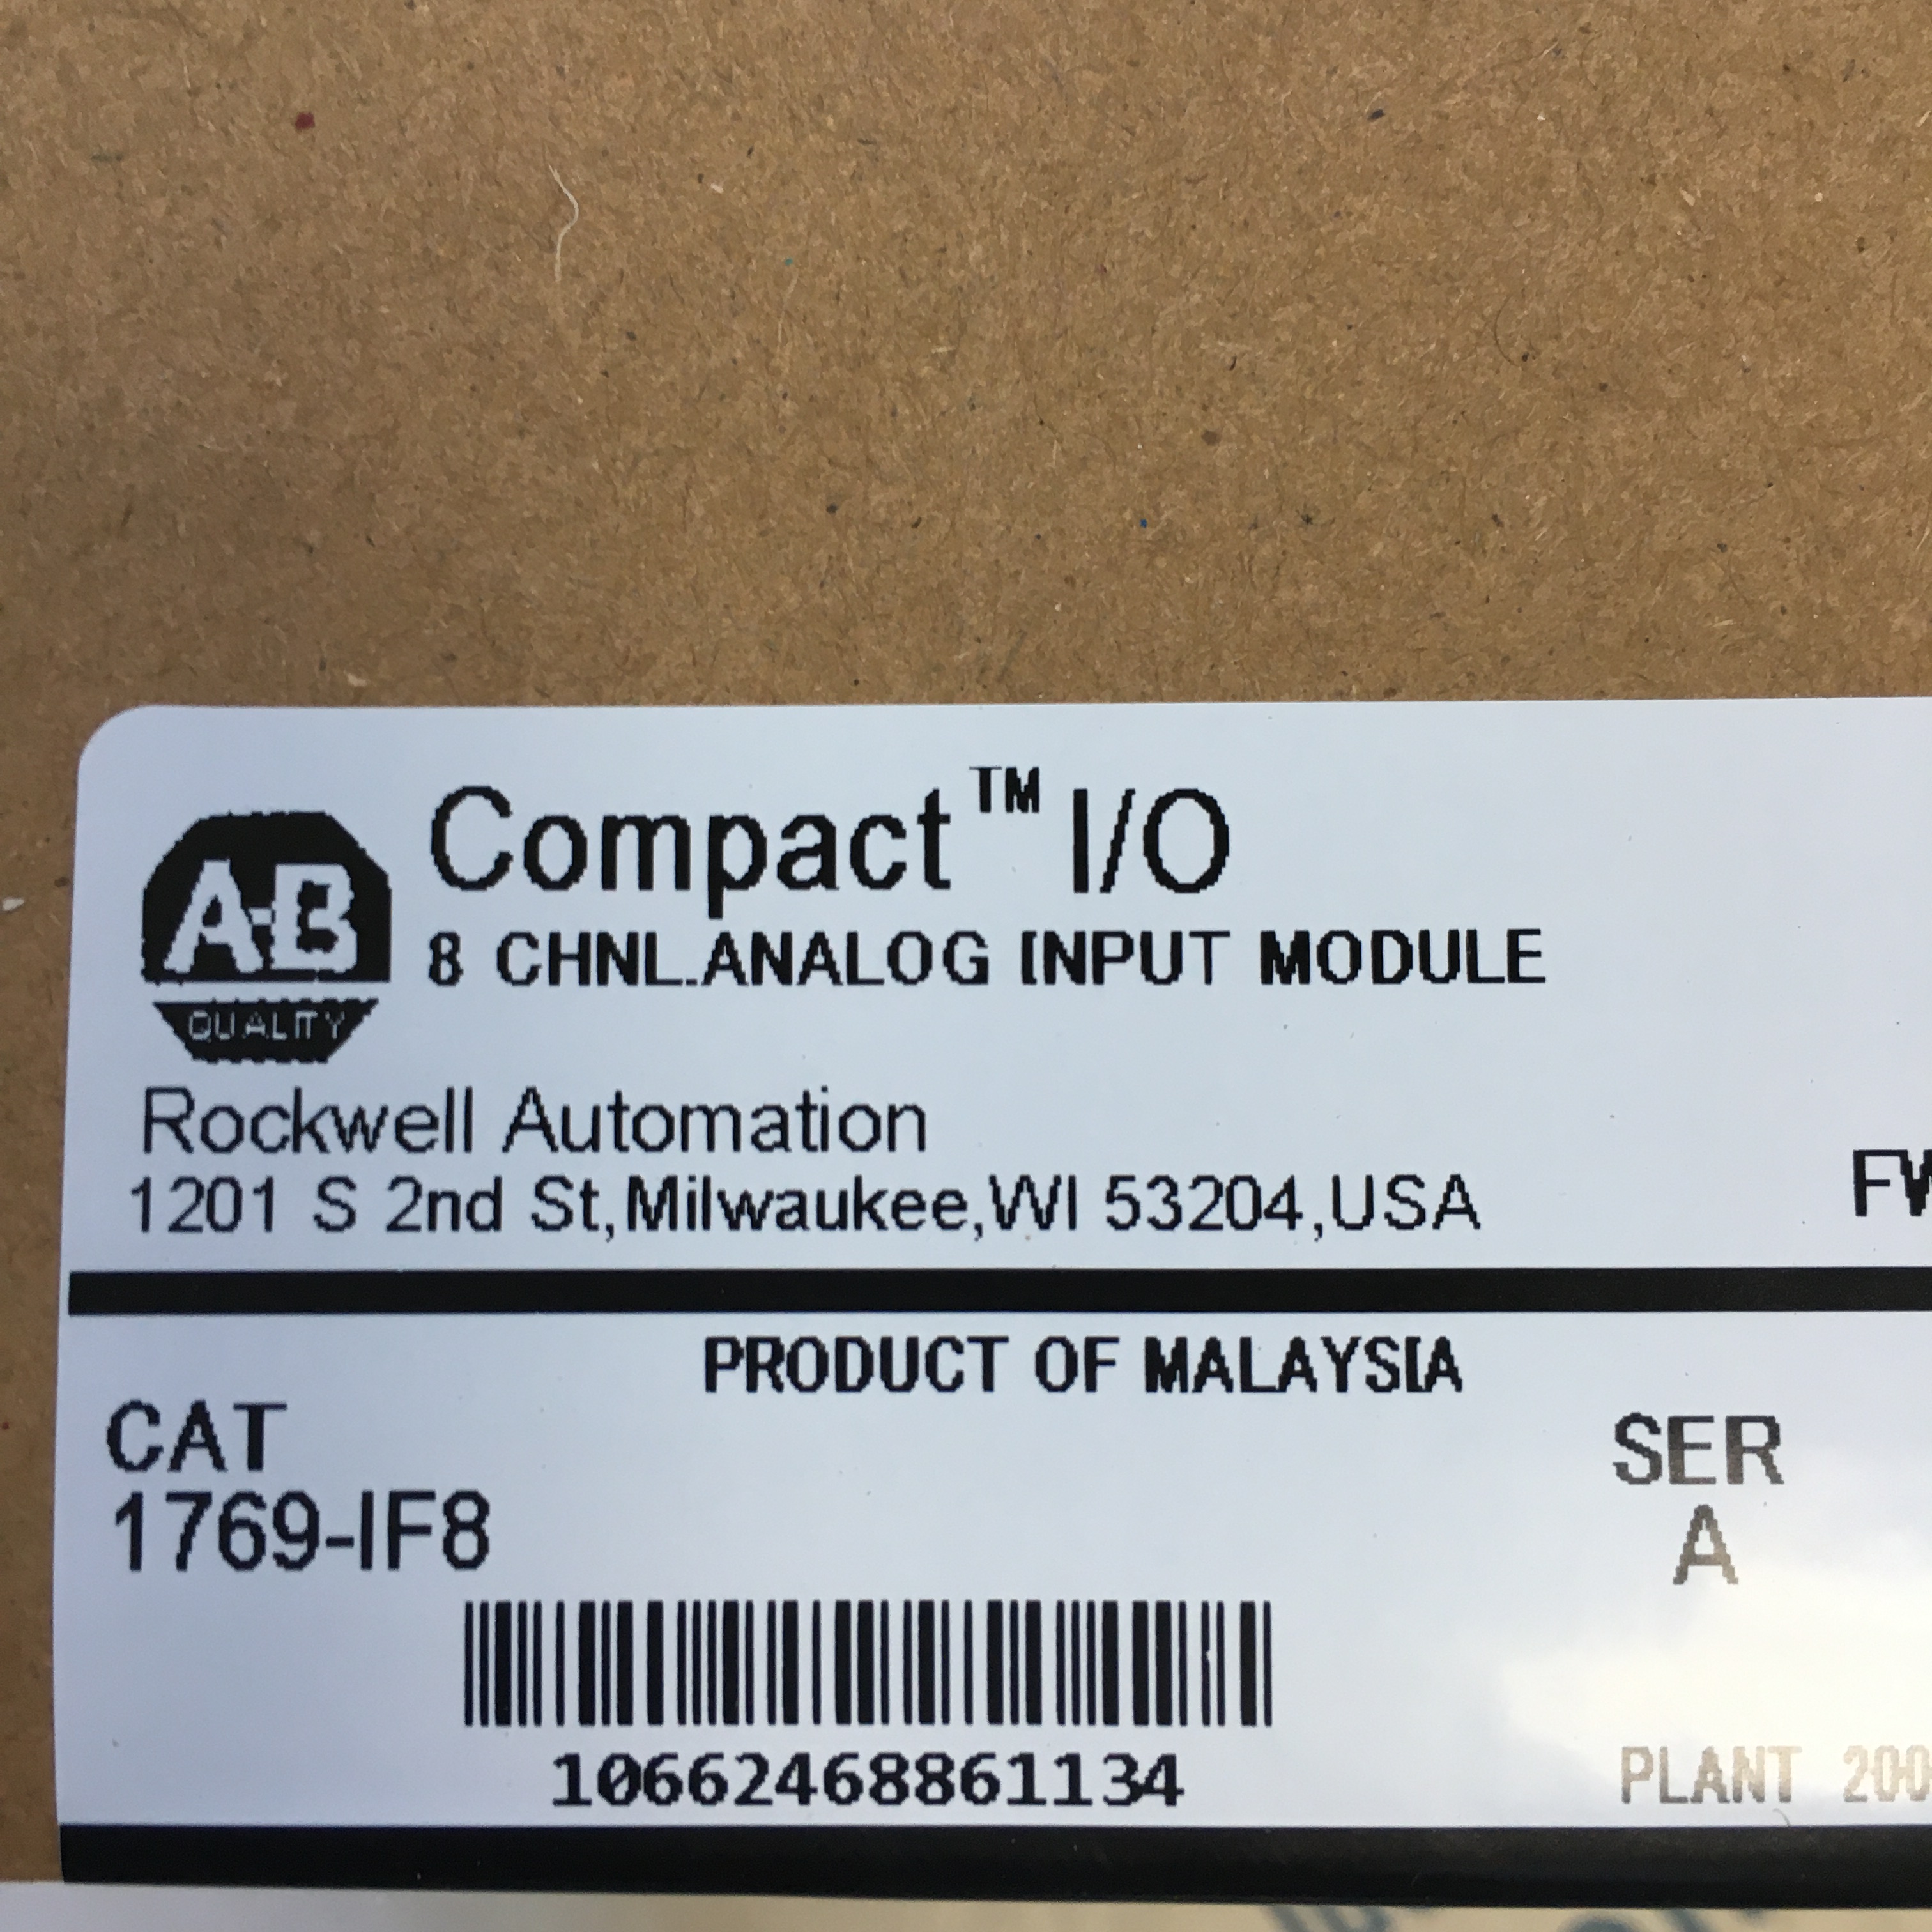 Compact™ I/O
A-B
8 CHNL.ANALOG INPUT MODULE
QUALITY
Rockwell Automation
1201 S 2nd St,Milwaukee,WI 53204,USA
PRODUCT OF MALAYSIA
CAT
SER
1769-IF8
A
10662468861134
PLANT